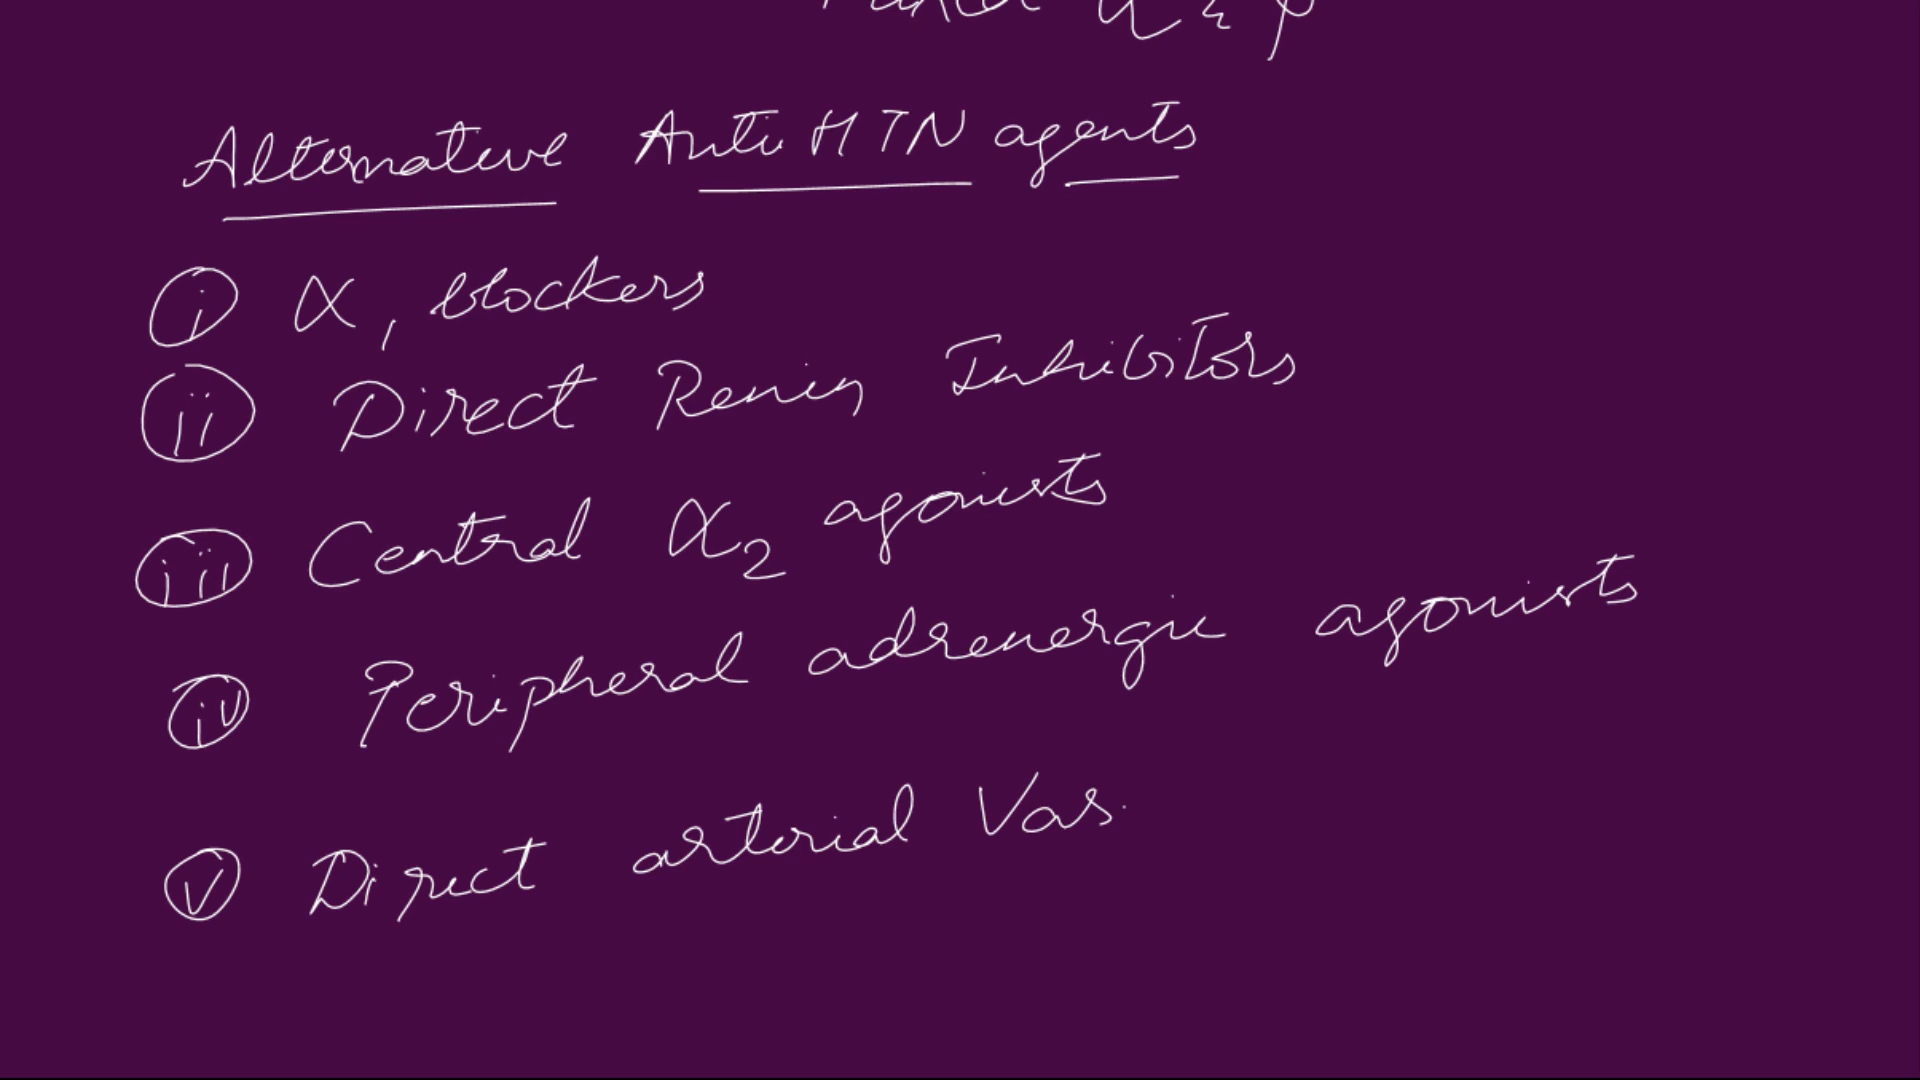 α & β
Alternative Anti HTN agents
i α1 blockers
ii Direct Renin Inhibitors
iii Central α2 agonists
iv Peripheral adrenergic agonists
v Direct arterial Vas.